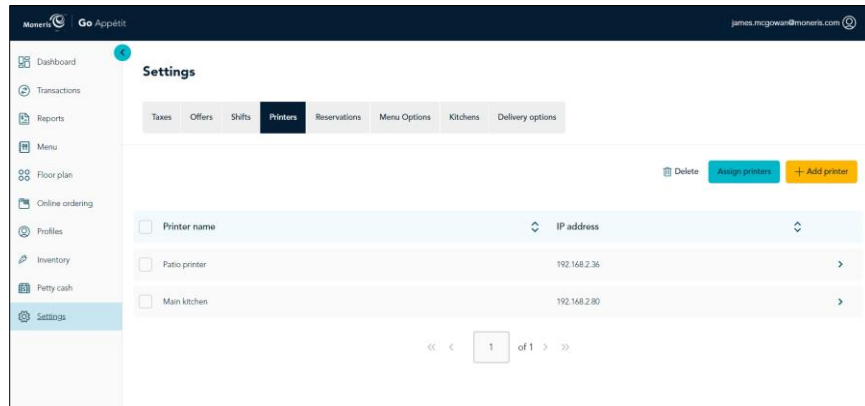 Moneris Go Appétit
james.mcgowan@moneris.com
Dashboard
Transactions
Reports
Menu
Floor plan
Online ordering
Profiles
Inventory
Petty cash
Settings
Settings
Taxes Offers Shifts Printers Reservations Menu Options Kitchens Delivery options
Delete Assign printers + Add printer
Printer name IP address
Patio printer 192.168.2.36
Main kitchen 192.168.2.80
1 of 1